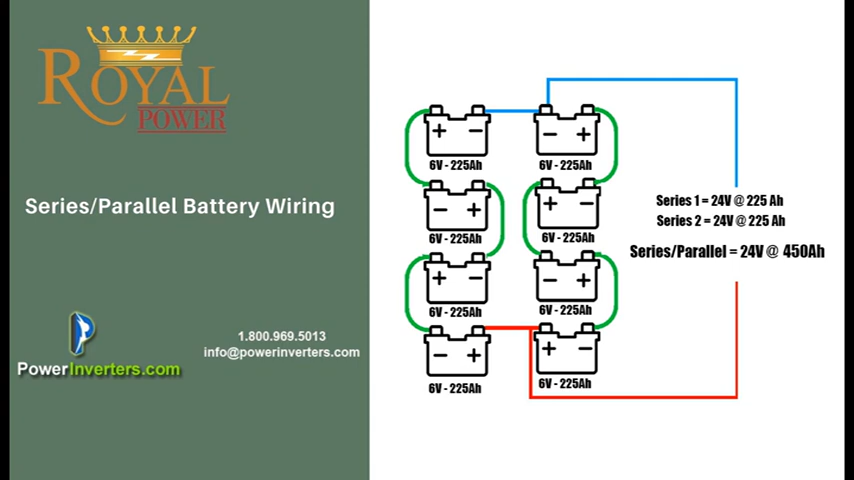 ROYAL
POWER
Series/Parallel Battery Wiring
PowerInverters.com
1.800.969.5013
info@powerinverters.com
+ − − +
6V - 225Ah 6V - 225Ah
− + + −
6V - 225Ah 6V - 225Ah
+ − − +
6V - 225Ah 6V - 225Ah
− + + −
6V - 225Ah 6V - 225Ah
Series 1 = 24V @ 225 Ah
Series 2 = 24V @ 225 Ah
Series/Parallel = 24V @ 450Ah